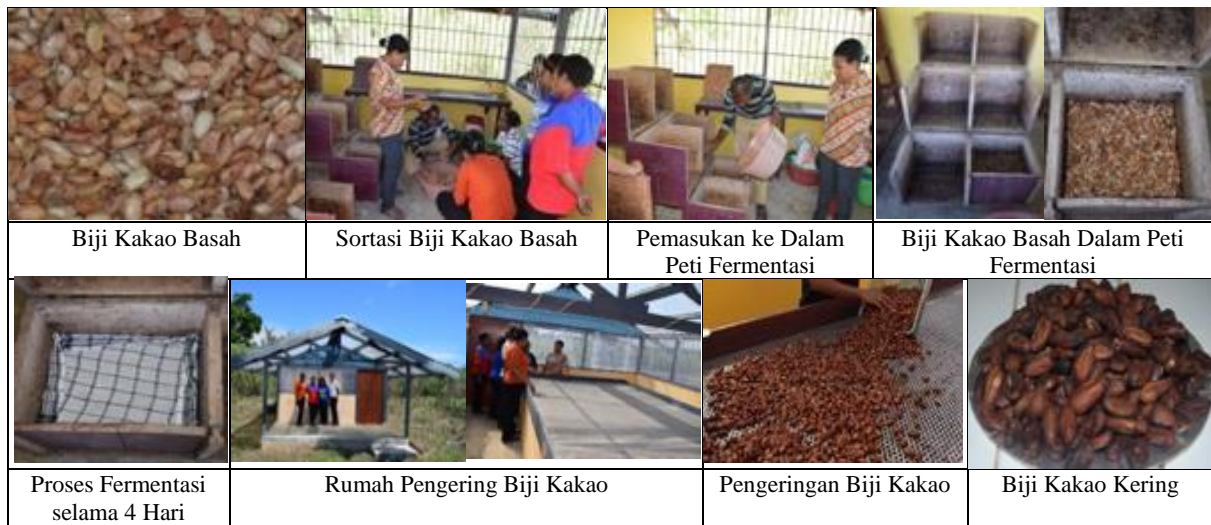 Biji Kakao Basah
Sortasi Biji Kakao Basah
Pemasukan ke Dalam
Peti Fermentasi
Biji Kakao Basah Dalam Peti
Fermentasi
Proses Fermentasi
selama 4 Hari
Rumah Pengering Biji Kakao
Pengeringan Biji Kakao
Biji Kakao Kering